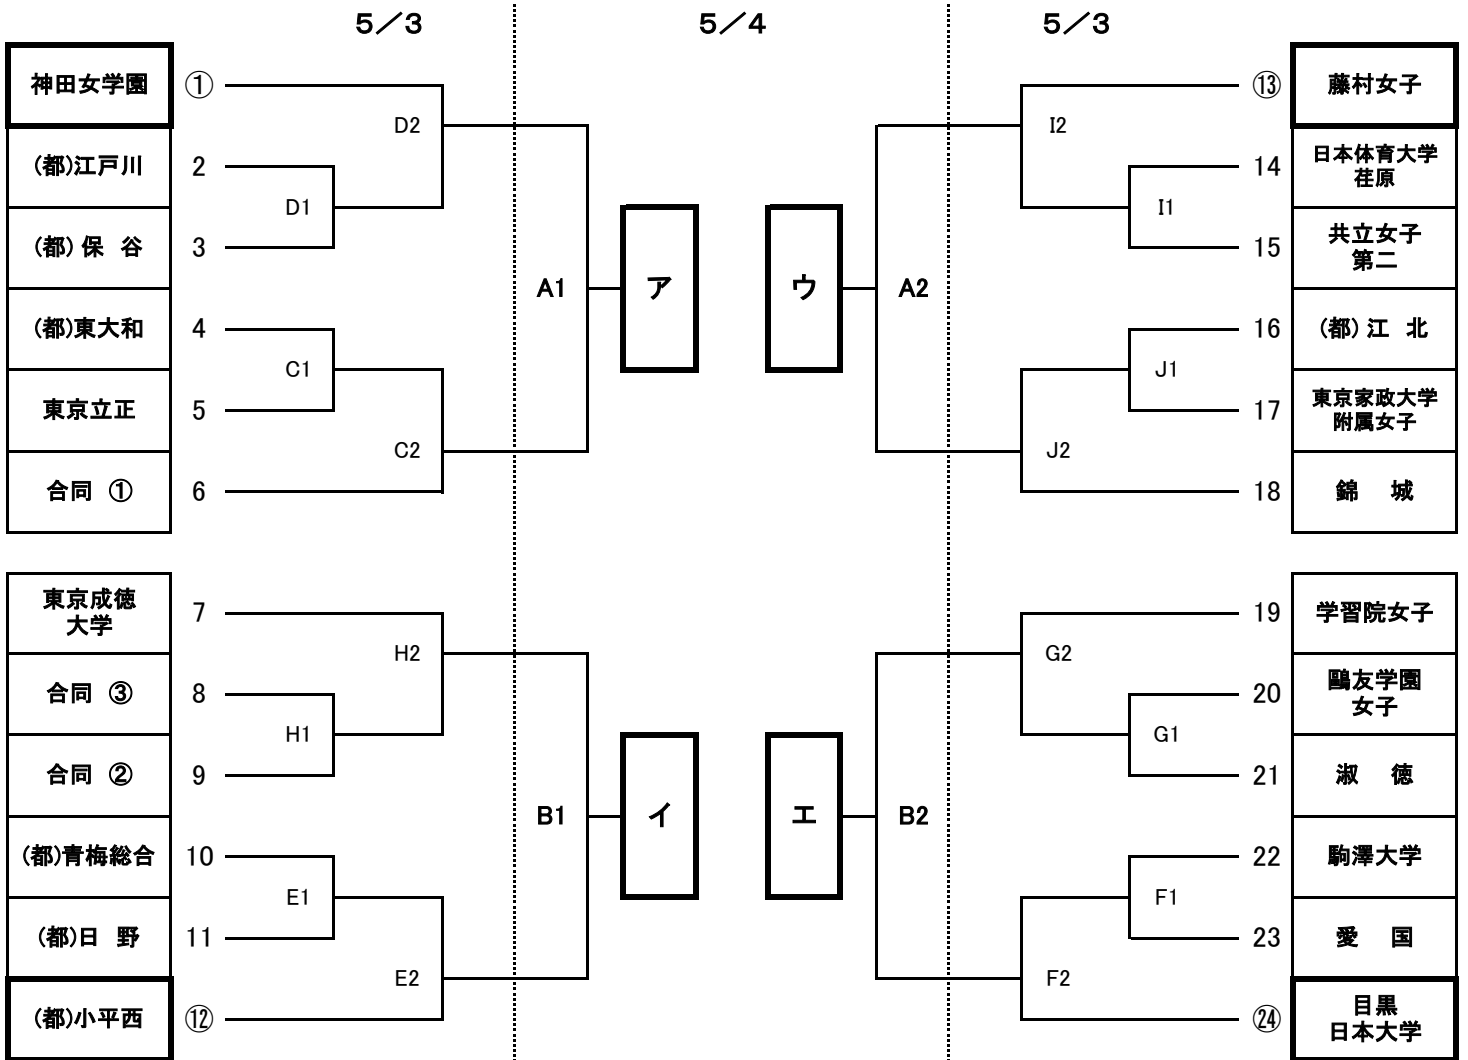 5/3
5/4
5/3
神田女学園 ①
D2
(都)江戸川 2
D1
(都)保 谷 3
A1
ア
(都)東大和 4
C1
東京立正 5
C2
合同 ① 6
東京成徳
大学
7
H2
合同 ③ 8
H1
合同 ② 9
B1
イ
(都)青梅総合 10
E1
(都)日 野 11
E2
(都)小平西 ⑫
⑬ 藤村女子
I2
14
日本体育大学
荏原
I1
15
共立女子
第二
ウ
A2
16 (都)江 北
J1
17
東京家政大学
附属女子
J2
18 錦 城
19 学習院女子
G2
20
鷗友学園
女子
G1
21 淑 徳
エ
B2
22 駒澤大学
F1
23 愛 国
F2
㉔
目黒
日本大学